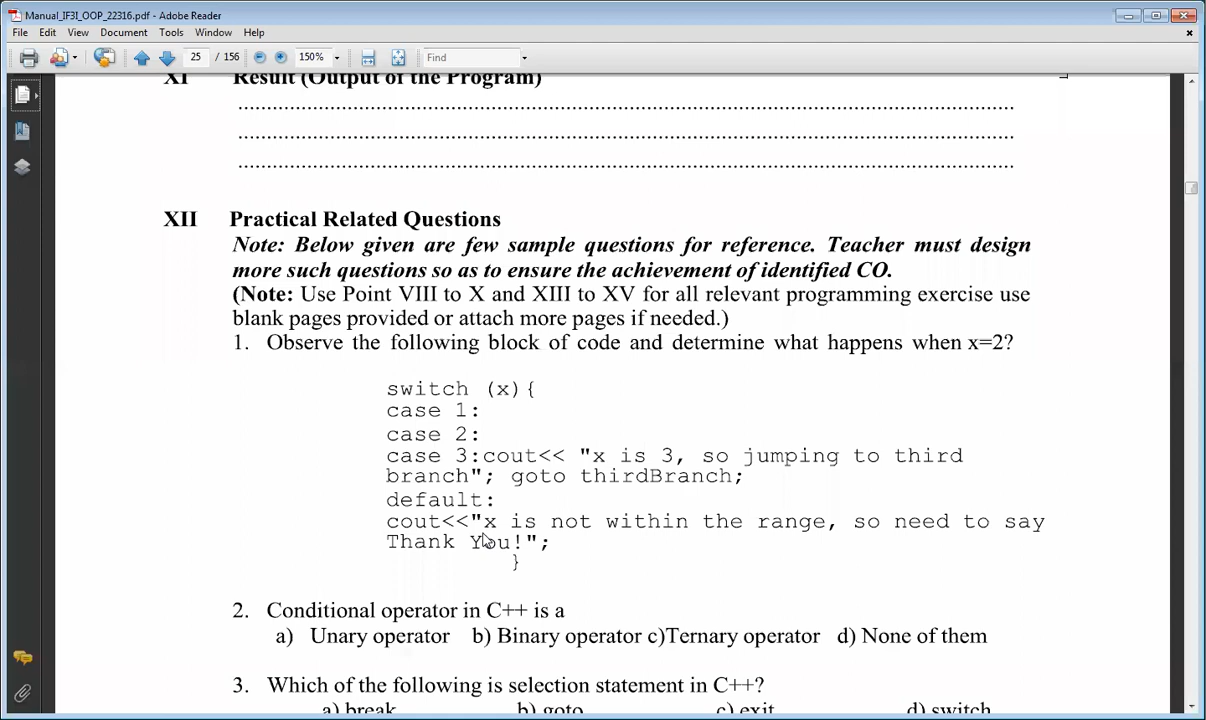 Manual_IF3I_OOP_22316.pdf - Adobe Reader
File Edit View Document Tools Window Help
25 / 156 150% Find
XI Result (Output of the Program)
XII Practical Related Questions
Note: Below given are few sample questions for reference. Teacher must design
more such questions so as to ensure the achievement of identified CO.
(Note: Use Point VIII to X and XIII to XV for all relevant programming exercise use
blank pages provided or attach more pages if needed.)
1. Observe the following block of code and determine what happens when x=2?
switch (x){
case 1:
case 2:
case 3:cout<< "x is 3, so jumping to third
branch"; goto thirdBranch;
default:
cout<<"x is not within the range, so need to say
Thank You!";
}
2. Conditional operator in C++ is a
a) Unary operator b) Binary operator c)Ternary operator d) None of them
3. Which of the following is selection statement in C++?
a) break b) goto c) exit d) switch